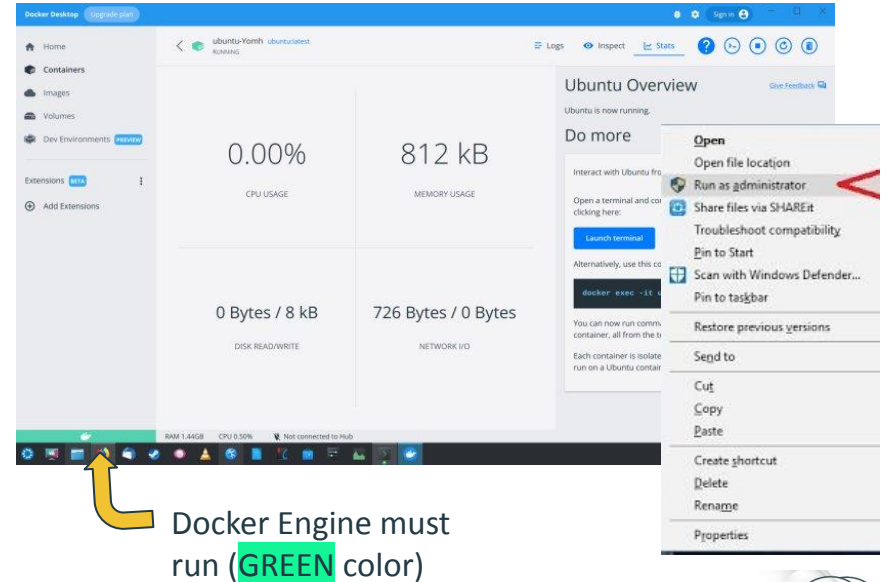 Docker Desktop Upgrade plan
Sign in
Home
Containers
Images
Volumes
Dev Environments PREVIEW
Extensions BETA
Add Extensions
ubuntu-Yomh ubuntu:latest
RUNNING
Logs
Inspect
Stats
0.00%
CPU USAGE
812 kB
MEMORY USAGE
0 Bytes / 8 kB
DISK READ/WRITE
726 Bytes / 0 Bytes
NETWORK I/O
Ubuntu Overview
Give Feedback
Ubuntu is now running.
Do more
Interact with Ubuntu fro
Open a terminal and co
clicking here:
Launch terminal
Alternatively, use this co
docker exec -it u
You can now run comm
container, all from the t
Each container is isolate
run on a Ubuntu contain
RAM 1.44GB CPU 0.50% Not connected to Hub
Open
Open file location
Run as administrator
Share files via SHAREit
Troubleshoot compatibility
Pin to Start
Scan with Windows Defender...
Pin to taskbar
Restore previous versions
Send to
Cut
Copy
Paste
Create shortcut
Delete
Rename
Properties
Docker Engine must
run (GREEN color)